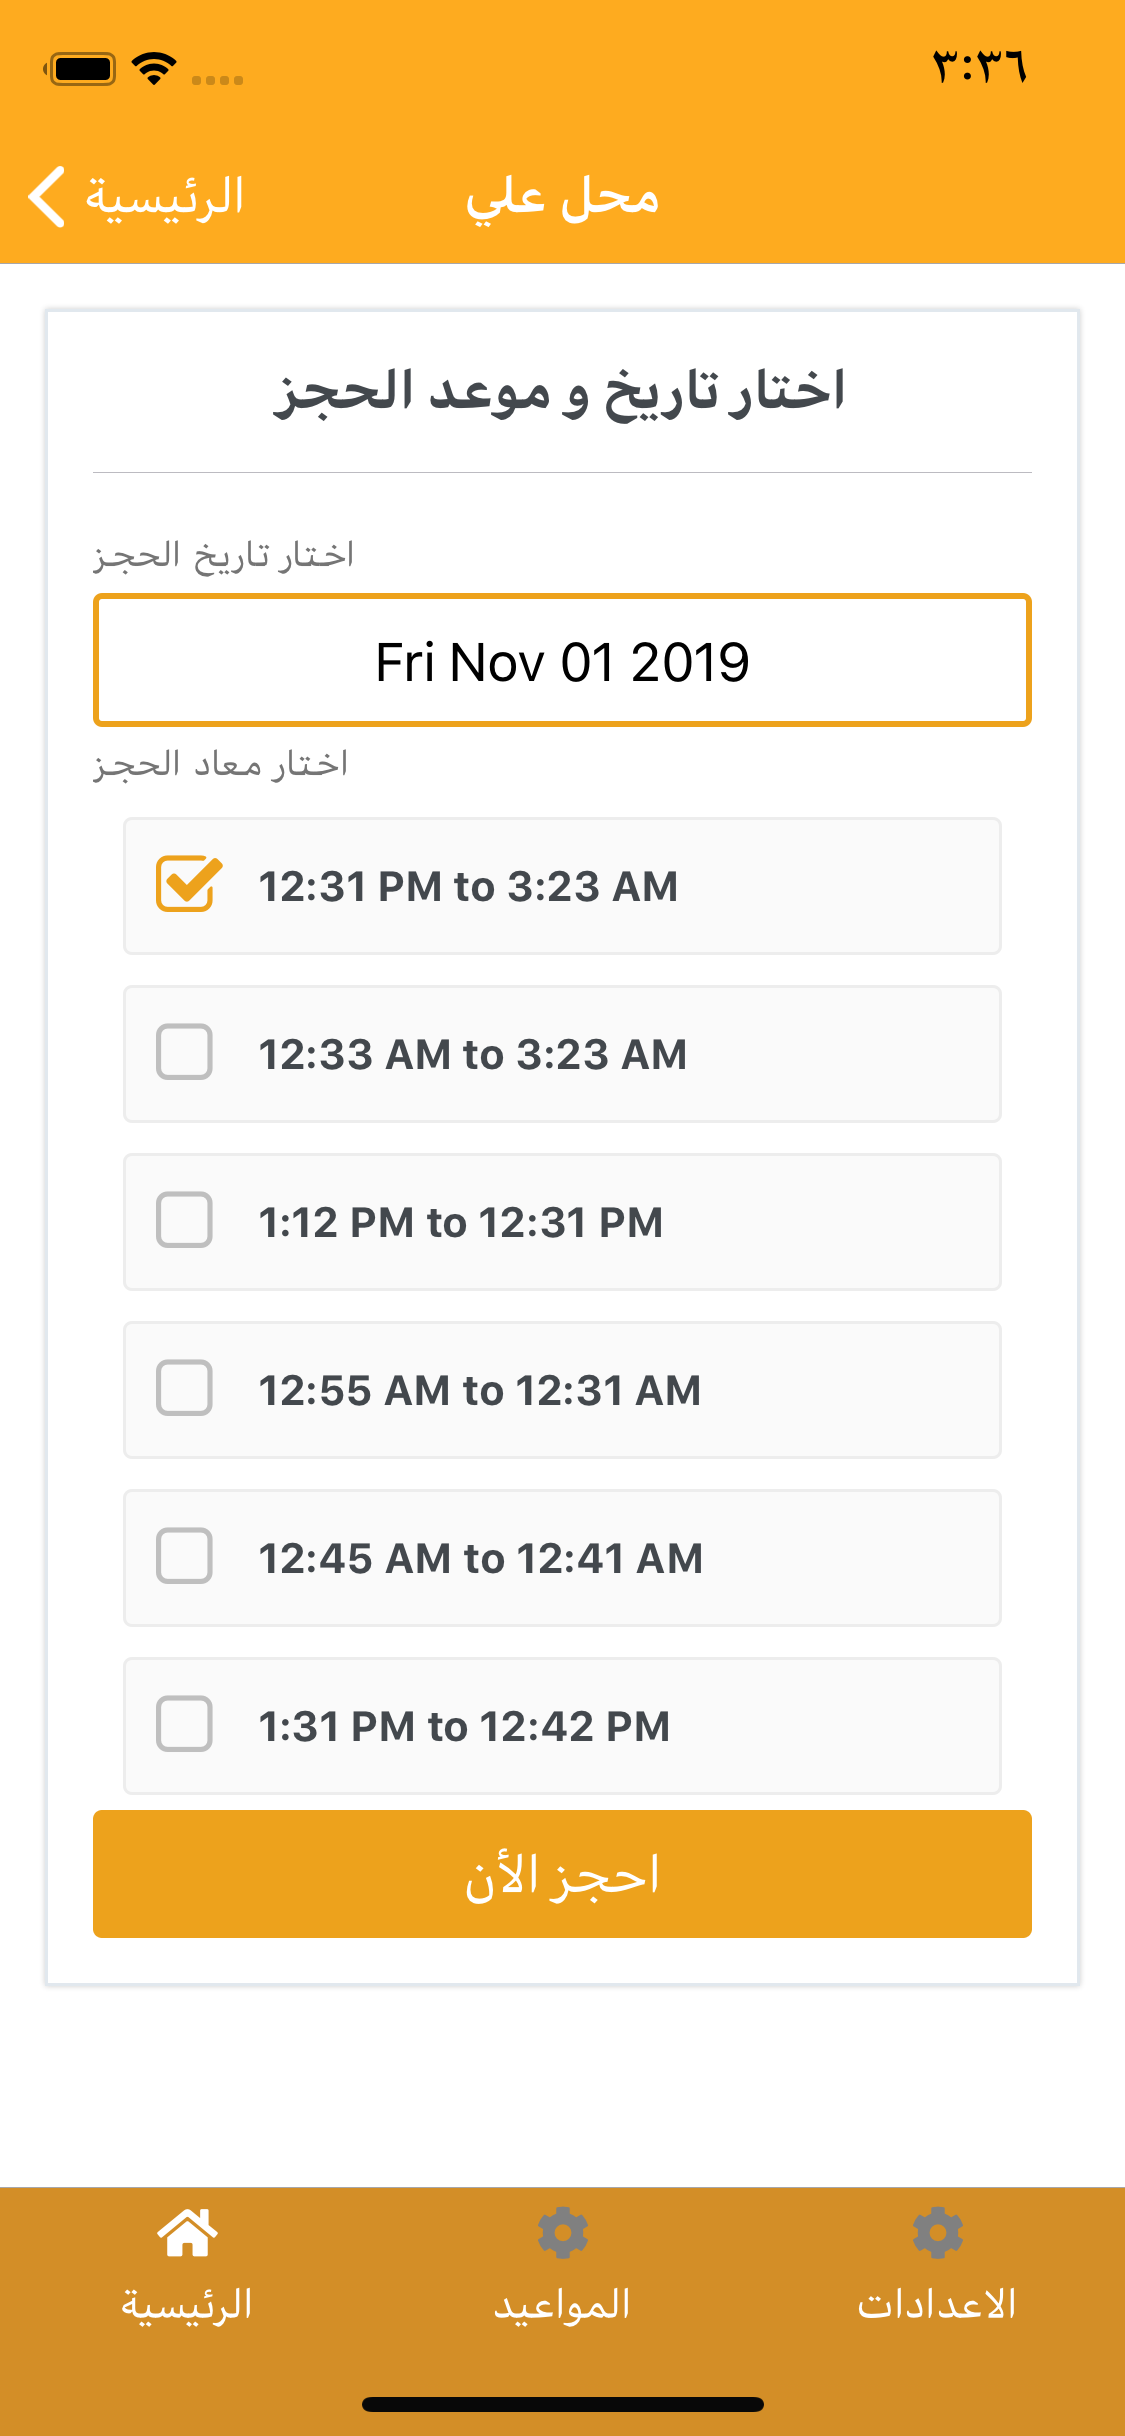 ٣:٣٦
الرئيسية
محل علي
اختار تاريخ و موعد الحجز
اختار تاريخ الحجز
Fri Nov 01 2019
اختار معاد الحجز
12:31 PM to 3:23 AM
12:33 AM to 3:23 AM
1:12 PM to 12:31 PM
12:55 AM to 12:31 AM
12:45 AM to 12:41 AM
1:31 PM to 12:42 PM
احجز الأن
الرئيسية
المواعيد
الاعدادات